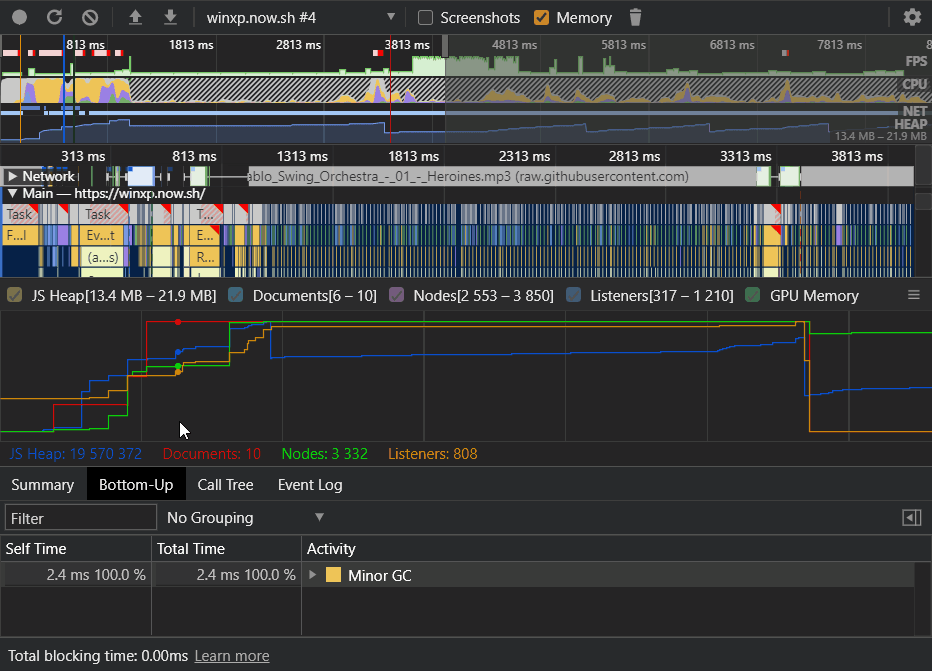 winxp.now.sh #4 Screenshots Memory
813 ms 1813 ms 2813 ms 3813 ms 4813 ms 5813 ms 6813 ms 7813 ms 8
FPS
CPU
NET
HEAP
13.4 MB – 21.9 MB
313 ms 813 ms 1313 ms 1813 ms 2313 ms 2813 ms 3313 ms 3813 ms
Network ablo_Swing_Orchestra_-_01_-_Heroines.mp3 (raw.githubusercontent.com)
Main — https://winxp.now.sh/
Task Task T...
F...l Ev...t E...
(a...s) R...
JS Heap[13.4 MB – 21.9 MB] Documents[6 – 10] Nodes[2 553 – 3 850] Listeners[317 – 1 210] GPU Memory
JS Heap: 19 570 372 Documents: 10 Nodes: 3 332 Listeners: 808
Summary Bottom-Up Call Tree Event Log
Filter No Grouping
Self Time Total Time Activity
2.4 ms 100.0 % 2.4 ms 100.0 % Minor GC
Total blocking time: 0.00ms Learn more